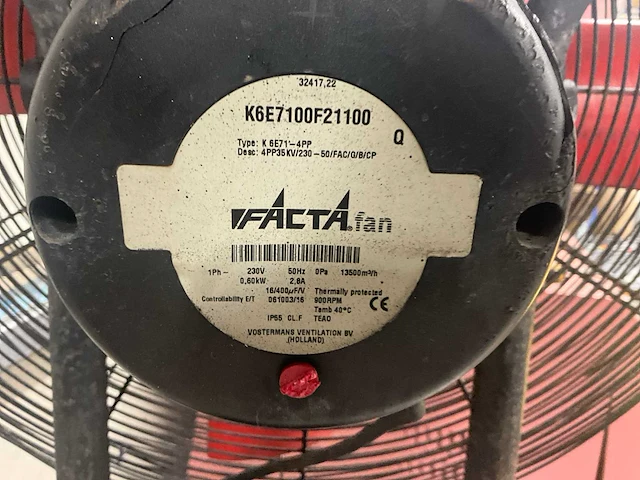 32417,22
K6E7100F21100
Q
Type: K 6E71--4PP
Desc: 4PP35KV/230-50/FAC/G/B/CP
FACTA.fan
1Ph~ 230V 50Hz 0Pa 13500m³/h
0,60kW 2,8A
16/400µF/V Thermally protected
Controllability E/T 061003/16 900RPM
Tamb 40°C
CE
IP55 CL.F TEAO
VOSTERMANS VENTILATION BV
(HOLLAND)